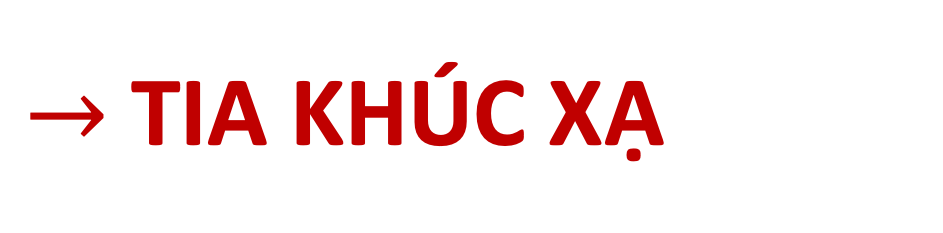 → TIA KHÚC XẠ